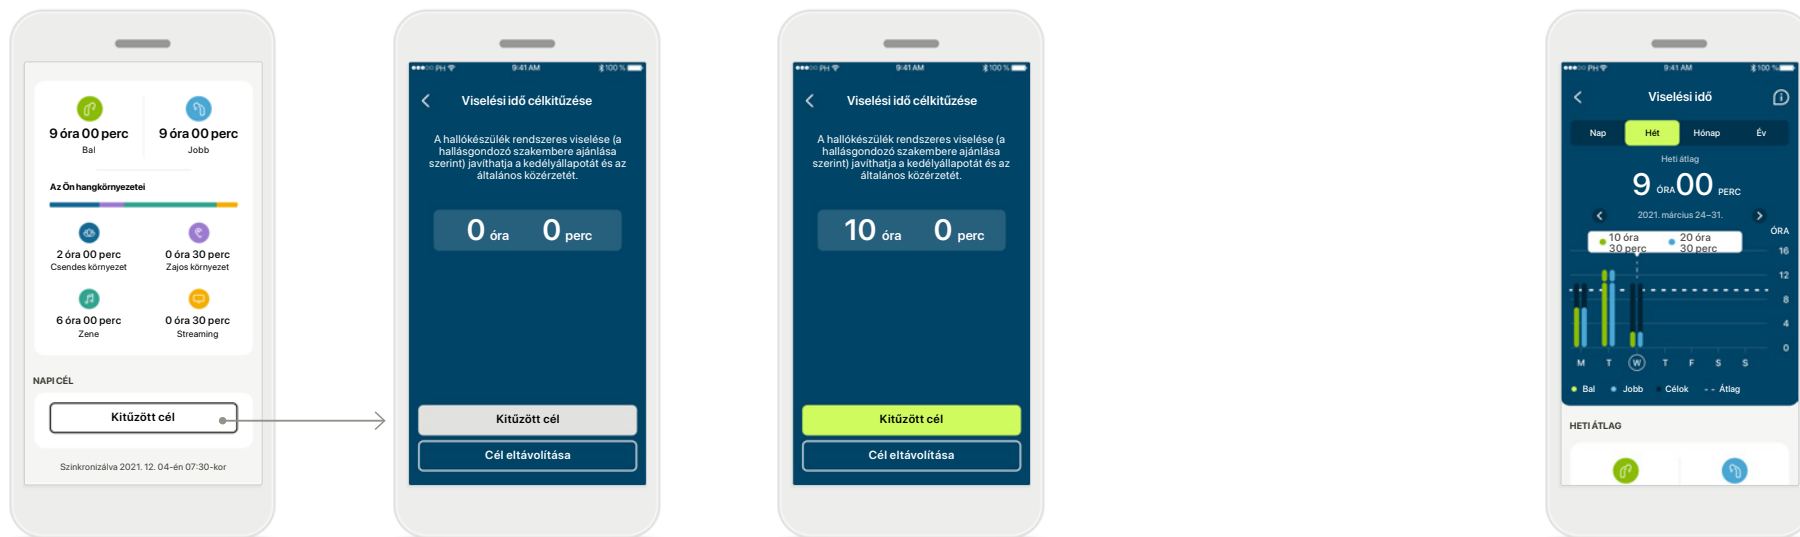 9 óra 00 perc
Bal
9 óra 00 perc
Jobb
Az Ön hangkörnyezetei
2 óra 00 perc
Csendes környezet
0 óra 30 perc
Zajos környezet
6 óra 00 perc
Zene
0 óra 30 perc
Streaming
NAPI CÉL
Kitűzött cél
Szinkronizálva 2021. 12. 04-én 07:30-kor
PH 9:41 AM 100 %
Viselési idő célkitűzése
A hallókészülék rendszeres viselése (a
hallásgondozó szakembere ajánlása
szerint) javíthatja a kedélyállapotát és az
általános közérzetét.
0 óra 0 perc
Kitűzött cél
Cél eltávolítása
PH 9:41 AM 100 %
Viselési idő célkitűzése
A hallókészülék rendszeres viselése (a
hallásgondozó szakembere ajánlása
szerint) javíthatja a kedélyállapotát és az
általános közérzetét.
10 óra 0 perc
Kitűzött cél
Cél eltávolítása
PH 9:41 AM 100 %
Viselési idő
Nap Hét Hónap Év
Heti átlag
9 ÓRA 00 PERC
2021. március 24–31.
ÓRA
10 óra
30 perc
20 óra
30 perc
16
12
8
4
0
M T W T F S S
Bal Jobb Célok Átlag
HETI ÁTLAG